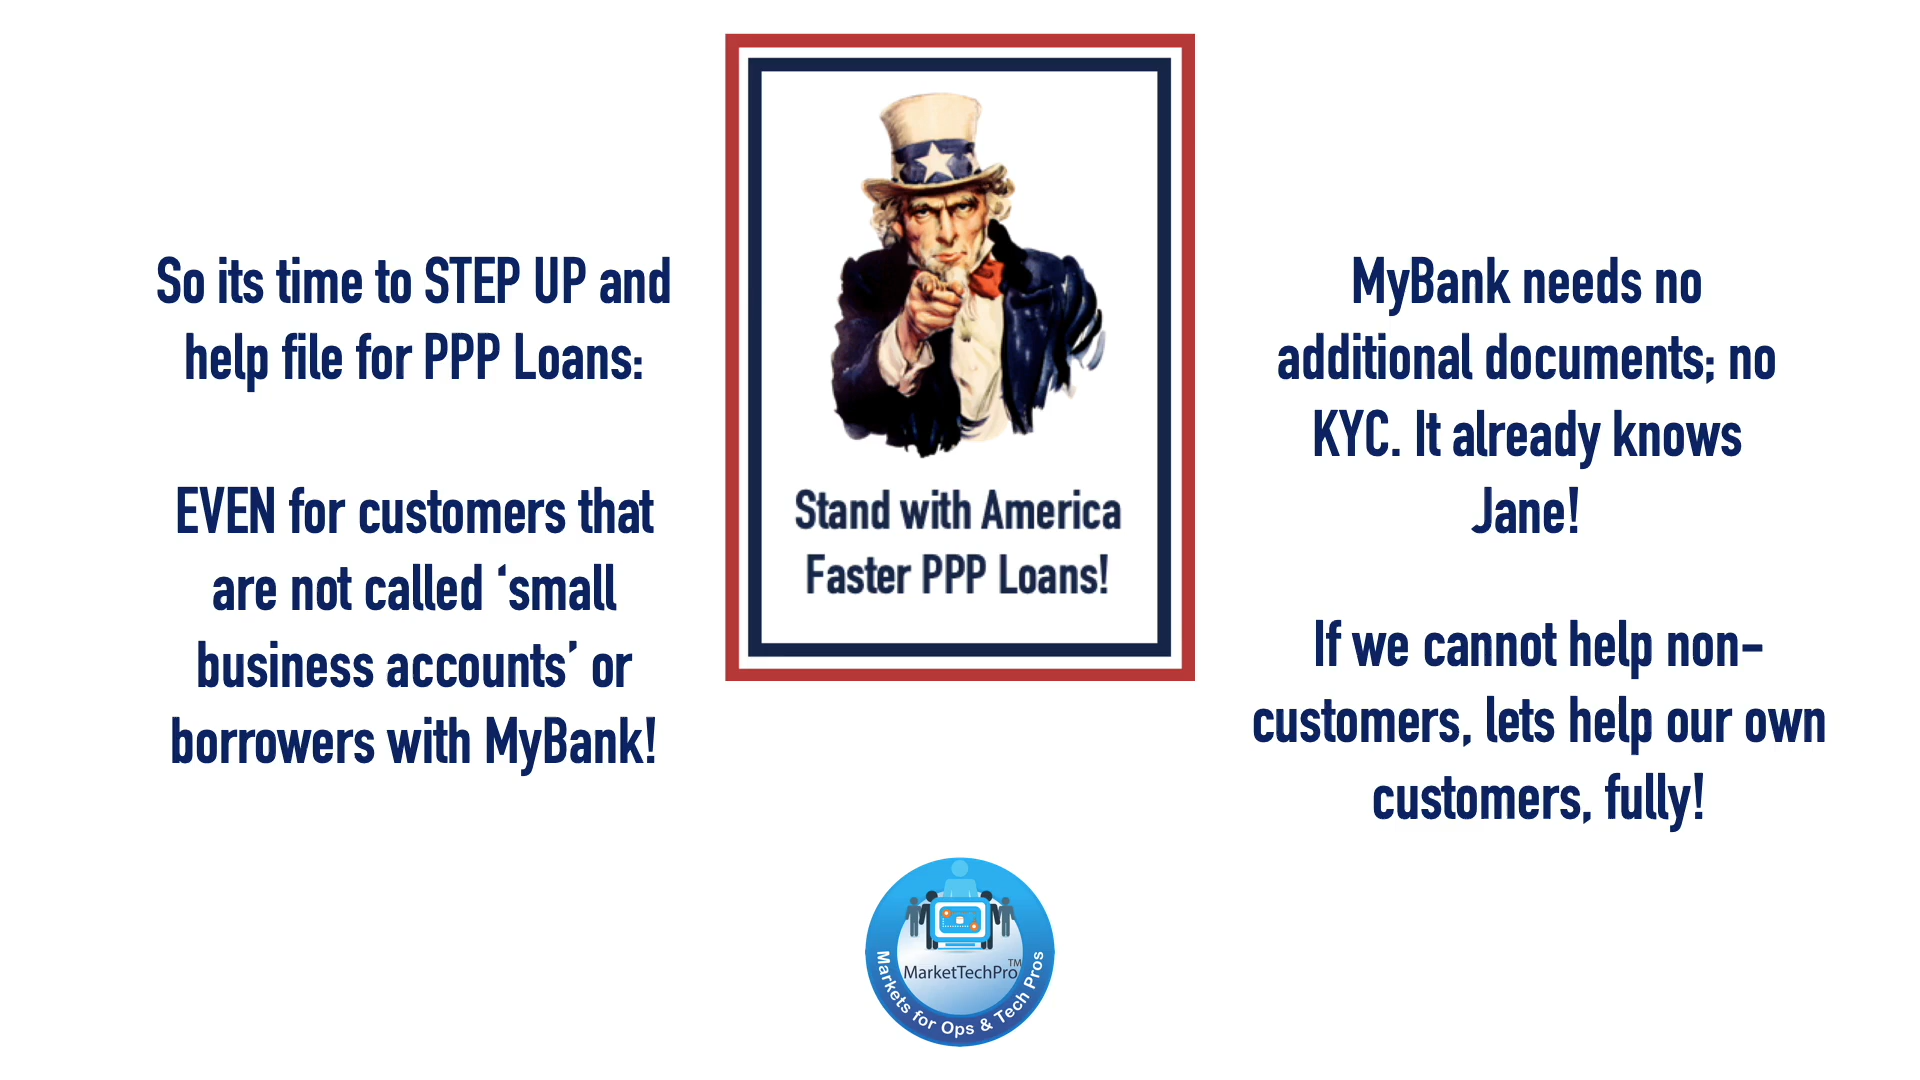 So its time to STEP UP and
help file for PPP Loans:
EVEN for customers that
are not called ‘small
business accounts’ or
borrowers with MyBank!
Stand with America
Faster PPP Loans!
MyBank needs no
additional documents; no
KYC. It already knows
Jane!
If we cannot help non-
customers, lets help our own
customers, fully!
MarketTechPro™
Markets for Ops & Tech Pros